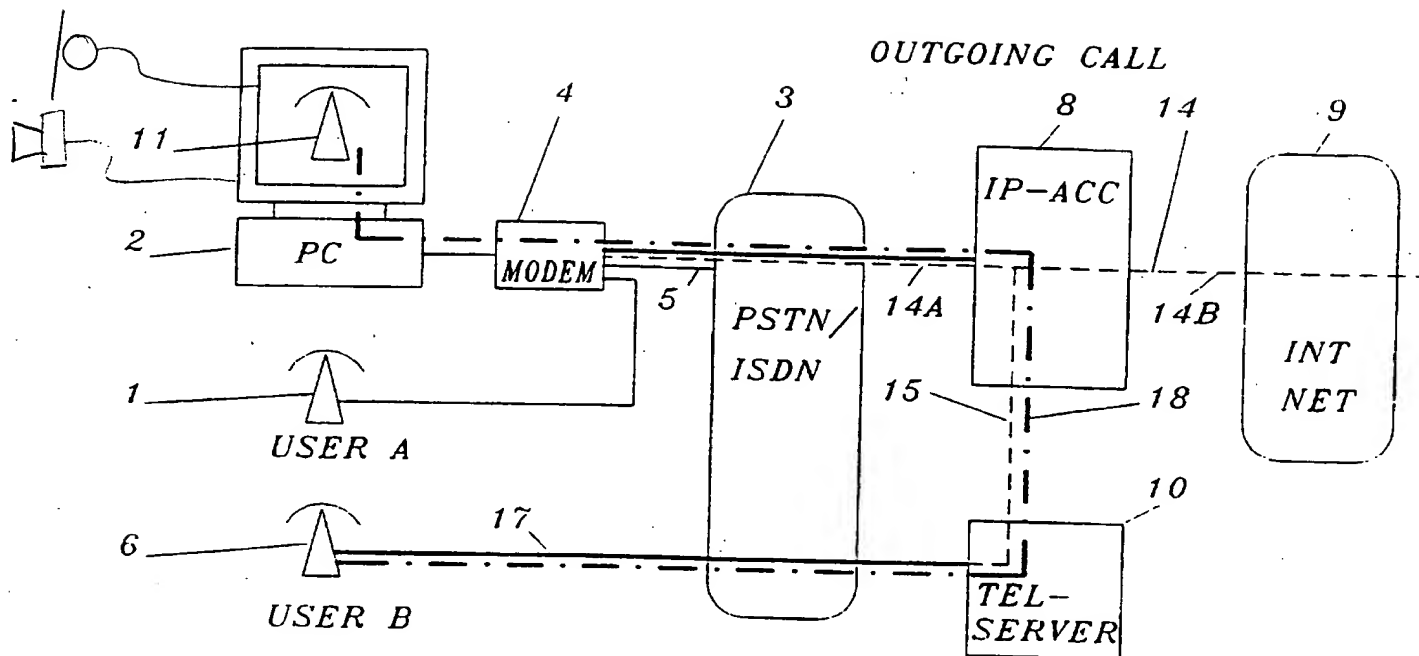 OUTGOING CALL
4
3
8
14
9
11
IP-ACC
2
PC
MODEM
5
14A
14B
PSTN/
ISDN
INT
NET
1
15
18
USER A
10
17
6
TEL-
SERVER
USER B